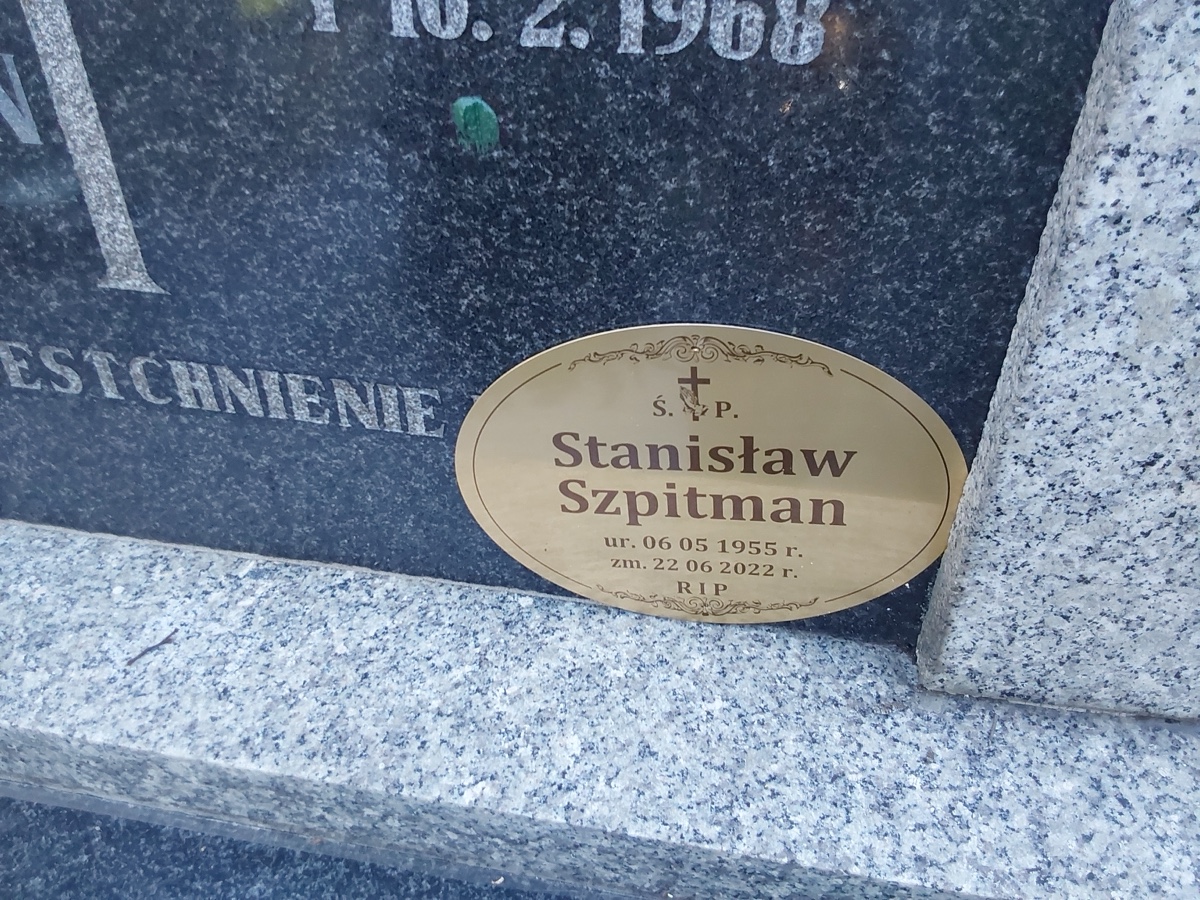 10. 2. 1968
ESTCHNIENIE
Ś. P.
Stanisław
Szpitman
ur. 06 05 1955 r.
zm. 22 06 2022 r.
RIP